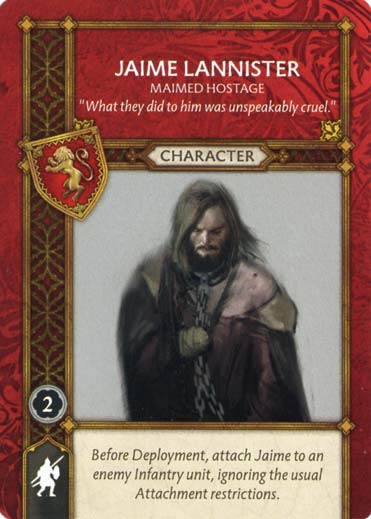 JAIME LANNISTER
MAIMED HOSTAGE
"What they did to him was unspeakably cruel."
CHARACTER
2
Before Deployment, attach Jaime to an
enemy Infantry unit, ignoring the usual
Attachment restrictions.